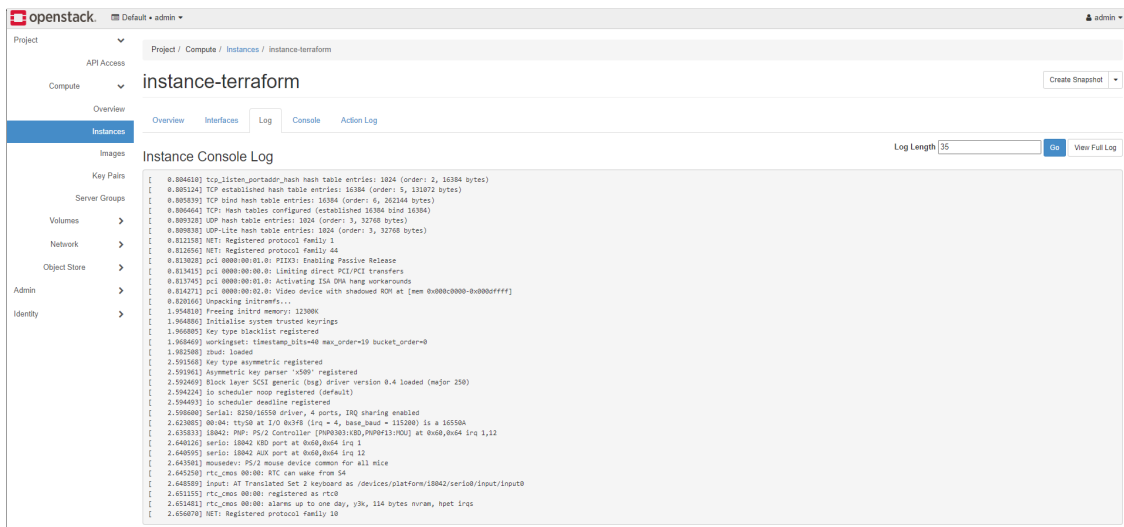 openstack. Default • admin
admin
Project
API Access
Compute
Overview
Instances
Images
Key Pairs
Server Groups
Volumes
Network
Object Store
Admin
Identity
Project / Compute / Instances / instance-terraform
instance-terraform
Create Snapshot
Overview Interfaces Log Console Action Log
Log Length 35 Go View Full Log
Instance Console Log
[ 0.804610] tcp_listen_portaddr_hash hash table entries: 1024 (order: 2, 16384 bytes)
[ 0.805124] TCP established hash table entries: 16384 (order: 5, 131072 bytes)
[ 0.805839] TCP bind hash table entries: 16384 (order: 6, 262144 bytes)
[ 0.806464] TCP: Hash tables configured (established 16384 bind 16384)
[ 0.809328] UDP hash table entries: 1024 (order: 3, 32768 bytes)
[ 0.809838] UDP-Lite hash table entries: 1024 (order: 3, 32768 bytes)
[ 0.812158] NET: Registered protocol family 1
[ 0.812656] NET: Registered protocol family 44
[ 0.813028] pci 0000:00:01.0: PIIX3: Enabling Passive Release
[ 0.813415] pci 0000:00:00.0: Limiting direct PCI/PCI transfers
[ 0.813745] pci 0000:00:01.0: Activating ISA DMA hang workarounds
[ 0.814271] pci 0000:00:02.0: Video device with shadowed ROM at [mem 0x000c0000-0x000dffff]
[ 0.820166] Unpacking initramfs...
[ 1.954810] Freeing initrd memory: 12300K
[ 1.964886] Initialise system trusted keyrings
[ 1.966805] Key type blacklist registered
[ 1.968469] workingset: timestamp_bits=40 max_order=19 bucket_order=0
[ 1.982508] zbud: loaded
[ 2.591568] Key type asymmetric registered
[ 2.591961] Asymmetric key parser 'x509' registered
[ 2.592469] Block layer SCSI generic (bsg) driver version 0.4 loaded (major 250)
[ 2.594224] io scheduler noop registered (default)
[ 2.594493] io scheduler deadline registered
[ 2.598600] Serial: 8250/16550 driver, 4 ports, IRQ sharing enabled
[ 2.623085] 00:04: ttyS0 at I/O 0x3f8 (irq = 4, base_baud = 115200) is a 16550A
[ 2.635833] i8042: PNP: PS/2 Controller [PNP0303:KBD,PNP0f13:MOU] at 0x60,0x64 irq 1,12
[ 2.640126] serio: i8042 KBD port at 0x60,0x64 irq 1
[ 2.640595] serio: i8042 AUX port at 0x60,0x64 irq 12
[ 2.643501] mousedev: PS/2 mouse device common for all mice
[ 2.645250] rtc_cmos 00:00: RTC can wake from S4
[ 2.648589] input: AT Translated Set 2 keyboard as /devices/platform/i8042/serio0/input/input0
[ 2.651155] rtc_cmos 00:00: registered as rtc0
[ 2.651481] rtc_cmos 00:00: alarms up to one day, y3k, 114 bytes nvram, hpet irqs
[ 2.656070] NET: Registered protocol family 10